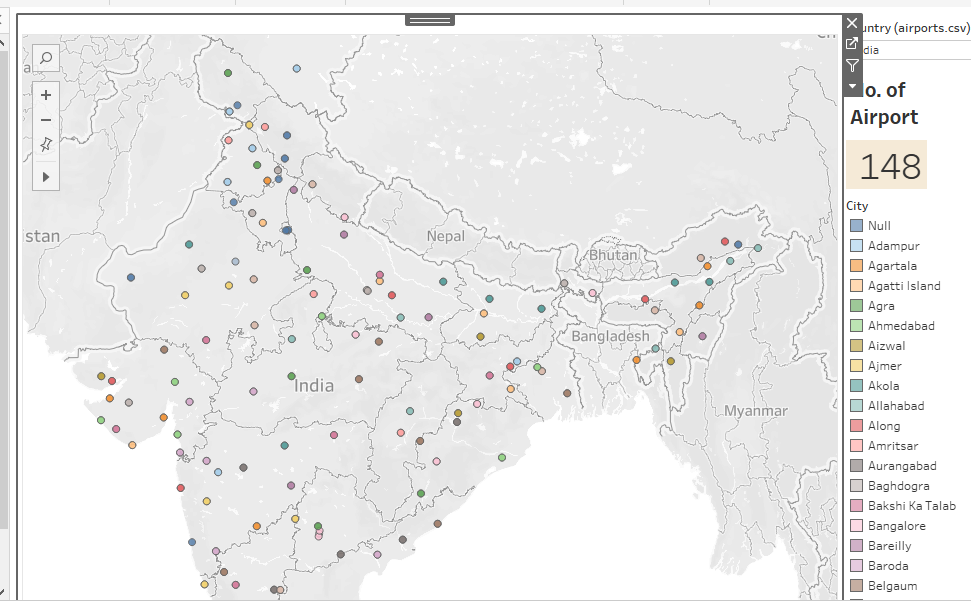 stan
Nepal
Bhutan
Bangladesh
India
Myanmar
untry (airports.csv)
dia
o. of
Airport
148
City
Null
Adampur
Agartala
Agatti Island
Agra
Ahmedabad
Aizwal
Ajmer
Akola
Allahabad
Along
Amritsar
Aurangabad
Baghdogra
Bakshi Ka Talab
Bangalore
Bareilly
Baroda
Belgaum